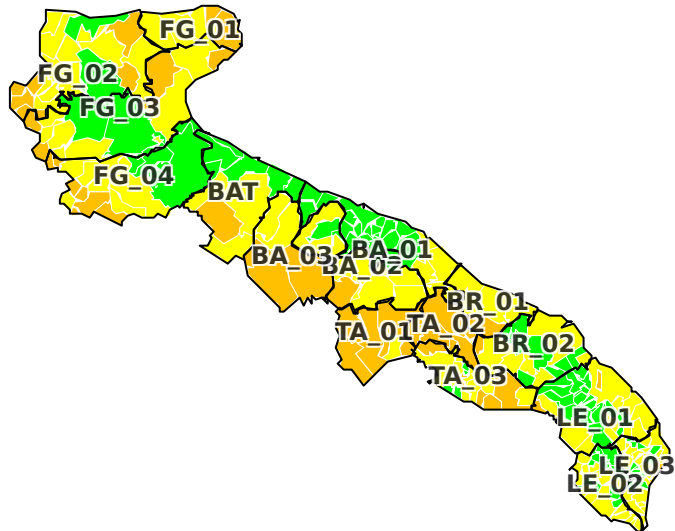 FG_01
FG_02
FG_03
FG_04
BAT
BA_01
BA_03
BA_02
BR_01
TA_02
TA_01
BR_02
TA_03
LE_01
LE_03
LE_02